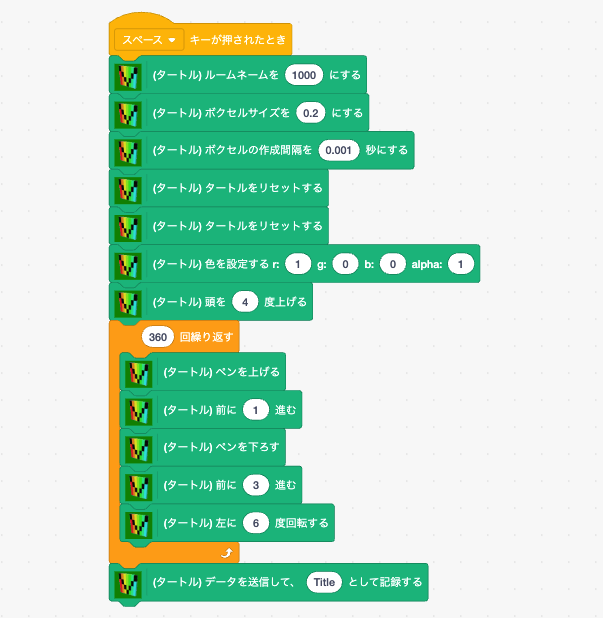 スペース キーが押されたとき
(タートル) ルームネームを 1000 にする
(タートル) ボクセルサイズを 0.2 にする
(タートル) ボクセルの作成間隔を 0.001 秒にする
(タートル) タートルをリセットする
(タートル) タートルをリセットする
(タートル) 色を設定する r: 1 g: 0 b: 0 alpha: 1
(タートル) 頭を 4 度上げる
360 回繰り返す
(タートル) ペンを上げる
(タートル) 前に 1 進む
(タートル) ペンを下ろす
(タートル) 前に 3 進む
(タートル) 左に 6 度回転する
(タートル) データを送信して、 Title として記録する